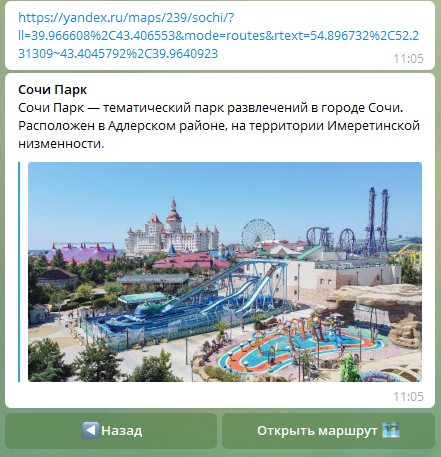 https://yandex.ru/maps/239/sochi/?
ll=39.966608%2C43.406553&mode=routes&rtext=54.896732%2C52.
231309~43.4045792%2C39.9640923
11:05
Сочи Парк
Сочи Парк — тематический парк развлечений в городе Сочи.
Расположен в Адлерском районе, на территории Имеретинской
низменности.
11:05
Назад
Открыть маршрут